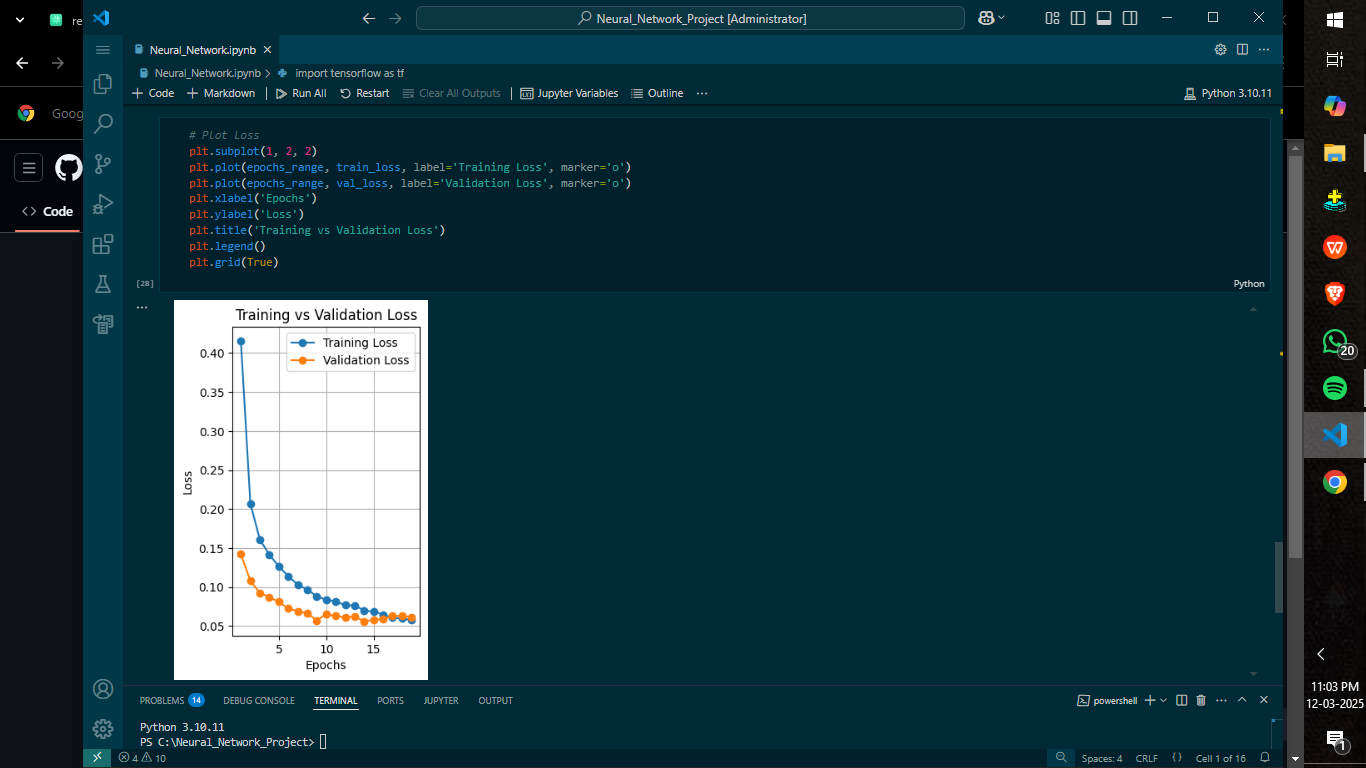 re
Neural_Network_Project [Administrator]
Neural_Network.ipynb
Neural_Network.ipynb > import tensorflow as tf
Code Markdown Run All Restart Clear All Outputs Jupyter Variables Outline ... Python 3.10.11
Goog
Code
# Plot Loss
plt.subplot(1, 2, 2)
plt.plot(epochs_range, train_loss, label='Training Loss', marker='o')
plt.plot(epochs_range, val_loss, label='Validation Loss', marker='o')
plt.xlabel('Epochs')
plt.ylabel('Loss')
plt.title('Training vs Validation Loss')
plt.legend()
plt.grid(True)
[28]
Python
Training vs Validation Loss
Training Loss
Validation Loss
0.40
0.35
0.30
0.25
0.20
0.15
0.10
0.05
Loss
5 10 15
Epochs
20
PROBLEMS 14 DEBUG CONSOLE TERMINAL PORTS JUPYTER OUTPUT powershell
Python 3.10.11
PS C:\Neural_Network_Project>
4 10 Spaces: 4 CRLF {} Cell 1 of 16
11:03 PM
12-03-2025
1